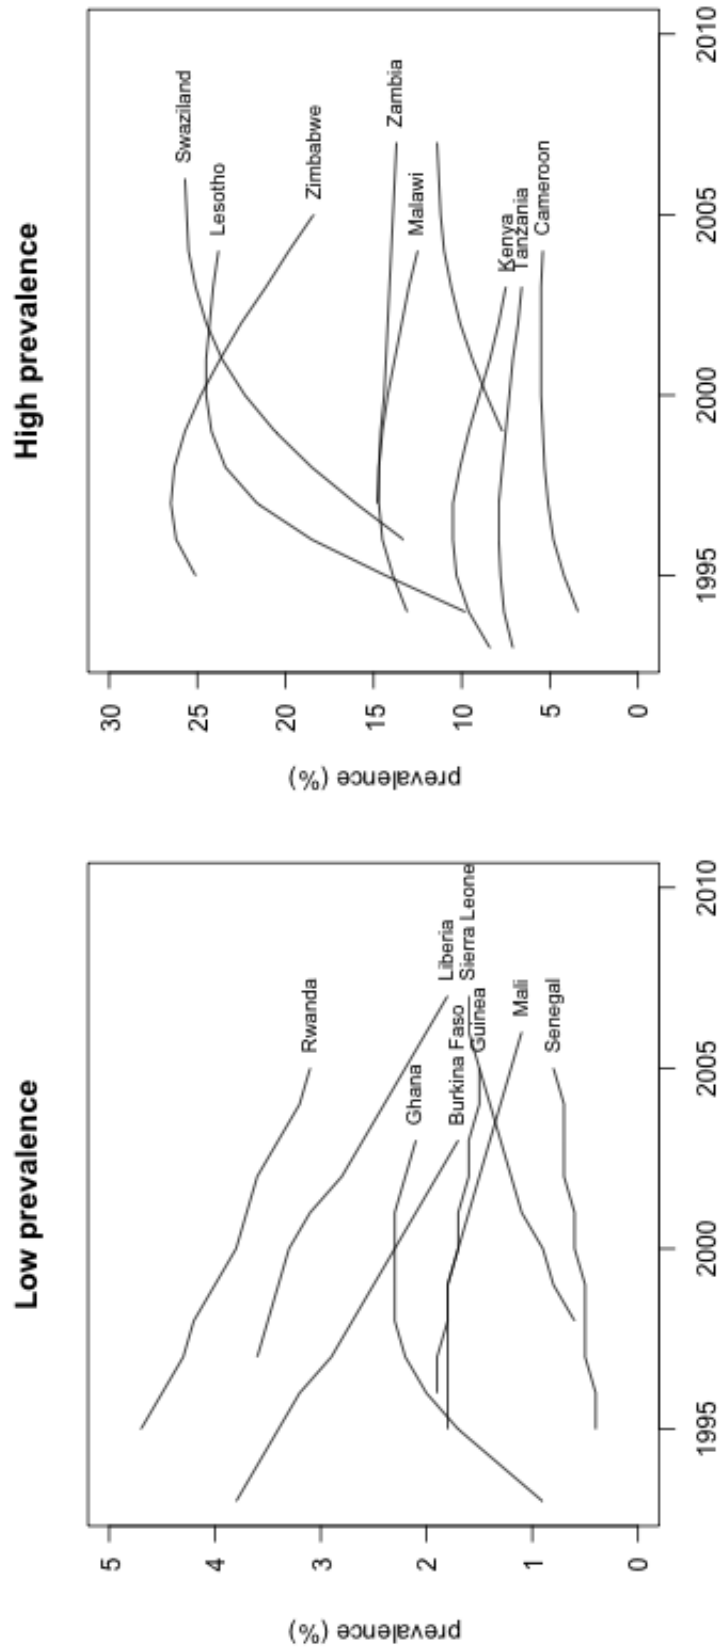 Low prevalence
prevalence (%)
5
4
3
2
1
0
Rwanda
Ghana
Liberia
Sierra Leone
Burkina Faso
Guinea
Mali
Senegal
1995
2000
2005
2010
High prevalence
prevalence (%)
30
25
20
15
10
5
0
Swaziland
Lesotho
Zimbabwe
Zambia
Malawi
Kenya
Tanzania
Cameroon
1995
2000
2005
2010